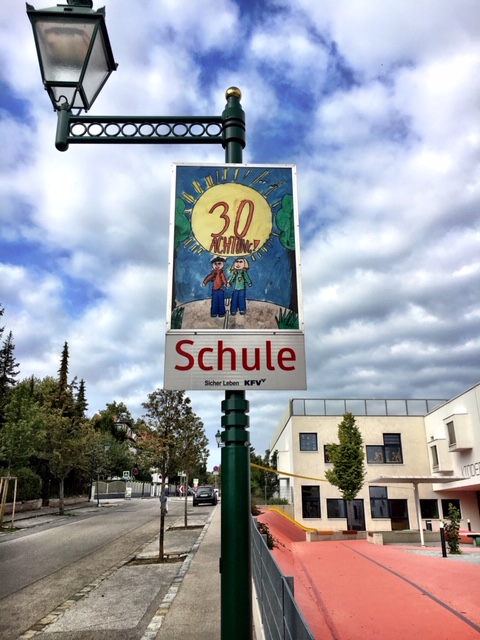 30
ACHTUNG!
Schule
Sicher Leben KFV